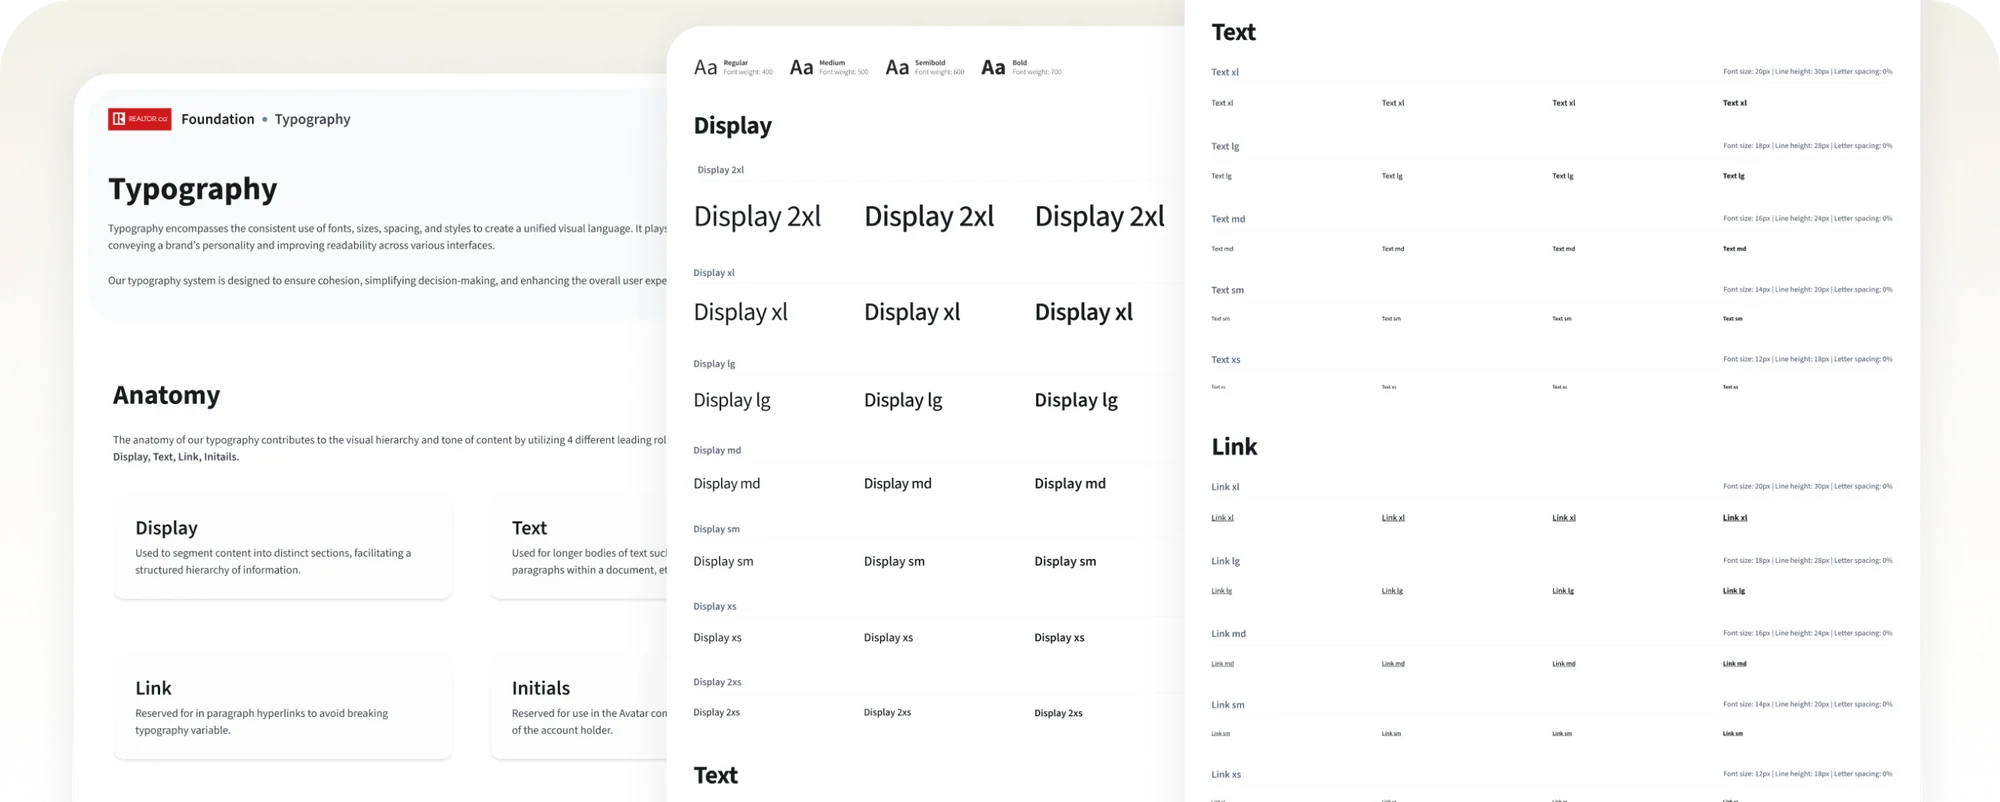 REALTOR.ca
Foundation • Typography
Typography
Typography encompasses the consistent use of fonts, sizes, spacing, and styles to create a unified visual language. It plays
conveying a brand's personality and improving readability across various interfaces.
Our typography system is designed to ensure cohesion, simplifying decision-making, and enhancing the overall user expe
Anatomy
The anatomy of our typography contributes to the visual hierarchy and tone of content by utilizing 4 different leading rol
Display, Text, Link, Initails.
Display
Used to segment content into distinct sections, facilitating a
structured hierarchy of information.
Text
Used for longer bodies of text suc
paragraphs within a document, et
Link
Reserved for in paragraph hyperlinks to avoid breaking
typography variable.
Initials
Reserved for use in the Avatar con
of the account holder.
Aa Regular Font weight: 400
Aa Medium Font weight: 500
Aa Semibold Font weight: 600
Aa Bold Font weight: 700
Display
Display 2xl
Display 2xl Display 2xl Display 2xl
Display xl
Display xl Display xl Display xl
Display lg
Display lg Display lg Display lg
Display md
Display md Display md Display md
Display sm
Display sm Display sm Display sm
Display xs
Display xs Display xs Display xs
Display 2xs
Display 2xs Display 2xs Display 2xs
Text
Text
Text xl Font size: 20px | Line height: 30px | Letter spacing: 0%
Text xl Text xl Text xl Text xl
Text lg Font size: 18px | Line height: 28px | Letter spacing: 0%
Text lg Text lg Text lg Text lg
Text md Font size: 16px | Line height: 24px | Letter spacing: 0%
Text md Text md Text md Text md
Text sm Font size: 14px | Line height: 20px | Letter spacing: 0%
Text sm Text sm Text sm Text sm
Text xs Font size: 12px | Line height: 18px | Letter spacing: 0%
Text xs Text xs Text xs Text xs
Link
Link xl Font size: 20px | Line height: 30px | Letter spacing: 0%
Link xl Link xl Link xl Link xl
Link lg Font size: 18px | Line height: 28px | Letter spacing: 0%
Link lg Link lg Link lg Link lg
Link md Font size: 16px | Line height: 24px | Letter spacing: 0%
Link md Link md Link md Link md
Link sm Font size: 14px | Line height: 20px | Letter spacing: 0%
Link sm Link sm Link sm Link sm
Link xs Font size: 12px | Line height: 18px | Letter spacing: 0%